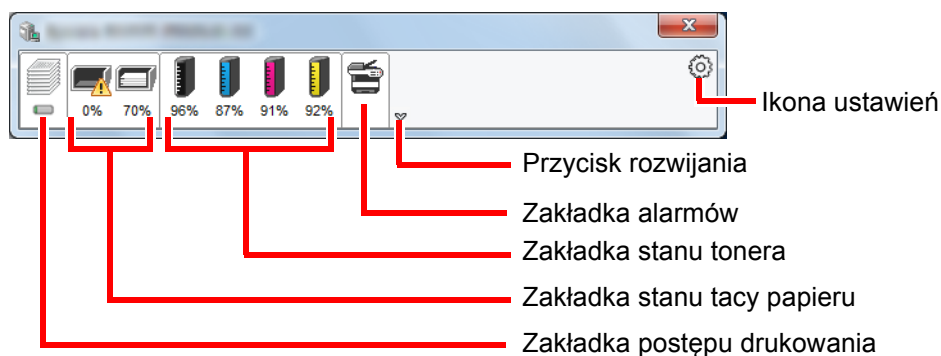 0% 70% 96% 87% 91% 92%
Ikona ustawień
Przycisk rozwijania
Zakładka alarmów
Zakładka stanu tonera
Zakładka stanu tacy papieru
Zakładka postępu drukowania